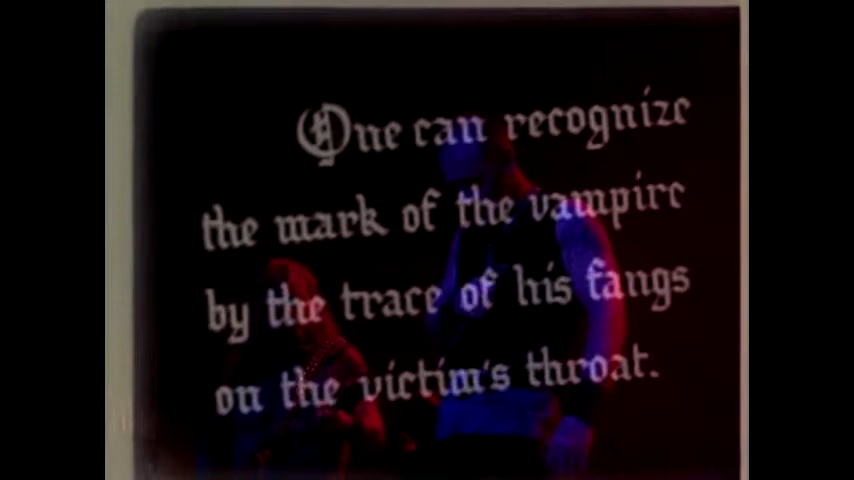 One can recognize
the mark of the vampire
by the trace of his fangs
on the victim's throat.